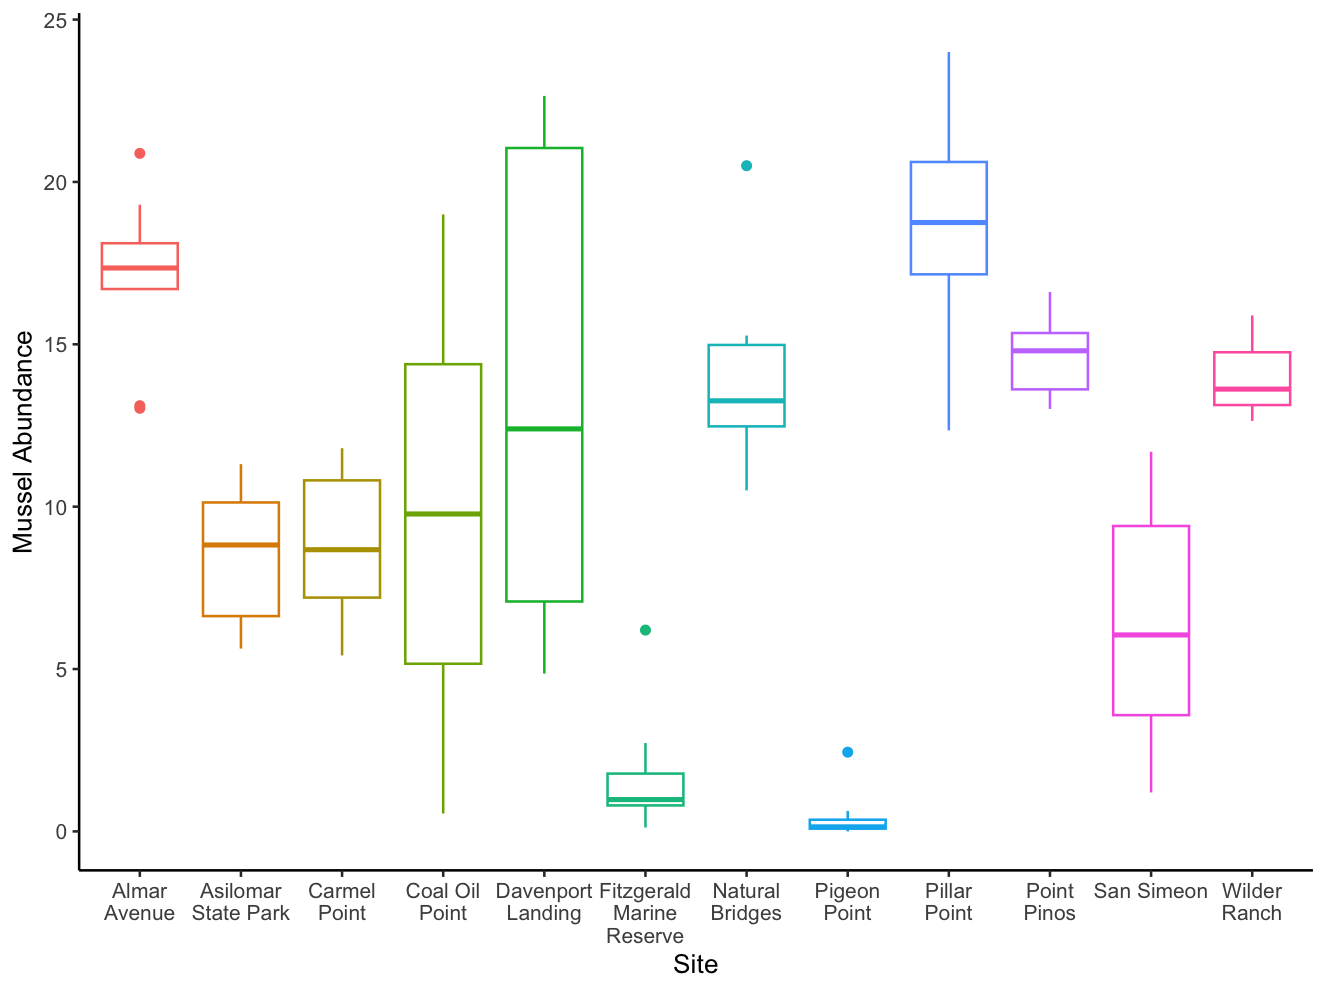 Mussel Abundance
25
20
15
10
5
0
Almar
Avenue
Asilomar
State Park
Carmel
Point
Coal Oil
Point
Davenport
Landing
Fitzgerald
Marine
Reserve
Natural
Bridges
Pigeon
Point
Pillar
Point
Point
Pinos
San Simeon
Wilder
Ranch
Site